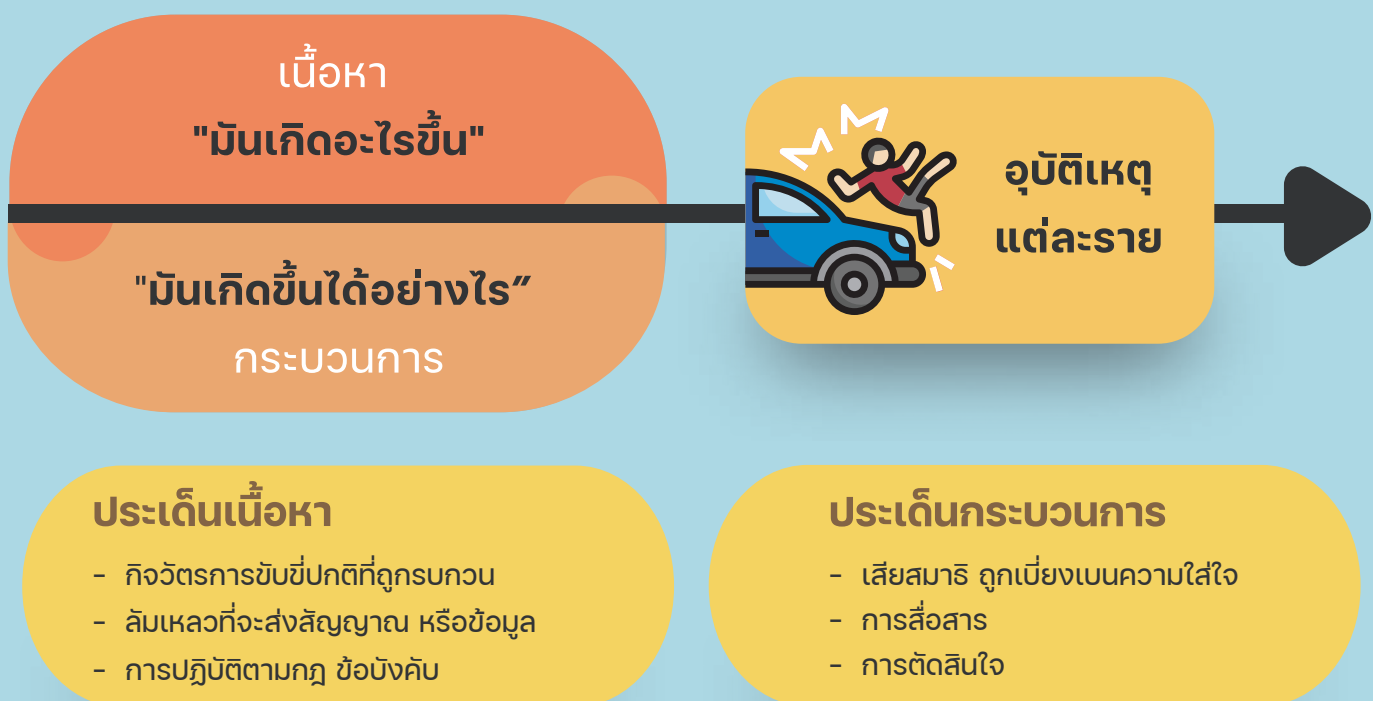 เนื้อหา
"มันเกิดอะไรขึ้น"
"มันเกิดขึ้นได้อย่างไร”
กระบวนการ
อุบัติเหตุ
แต่ละราย
ประเด็นเนื้อหา
- กิจวัตรการขับขี่ปกติที่ถูกรบกวน
- ลัมเหลวที่จะส่งสัญญาณ หรือข้อมูล
- การปฎิบัติตามกฎ ข้อบังคับ
ประเด็นกระบวนการ
- เสียสมาธิ ถูกเบี่ยงเบนความใส่ใจ
- การสื่อสาร
- การตัดสินใจ